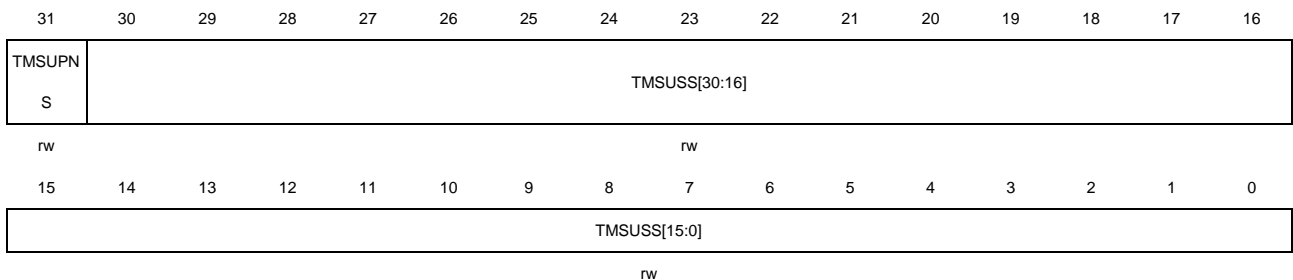 31 30 29 28 27 26 25 24 23 22 21 20 19 18 17 16
TMSUPN
S
TMSUSS[30:16]
rw rw
15 14 13 12 11 10 9 8 7 6 5 4 3 2 1 0
TMSUSS[15:0]
rw